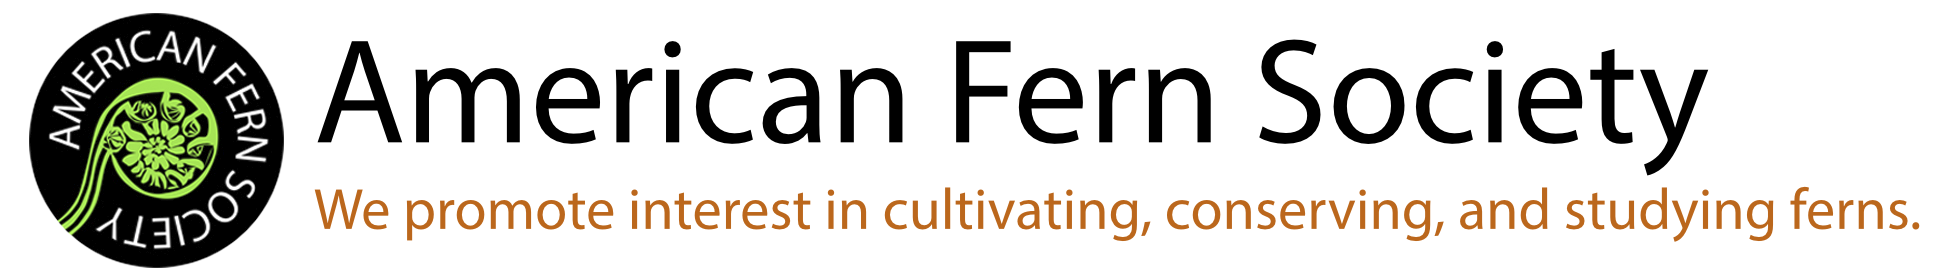 AMERICAN FERN SOCIETY
American Fern Society
We promote interest in cultivating, conserving, and studying ferns.